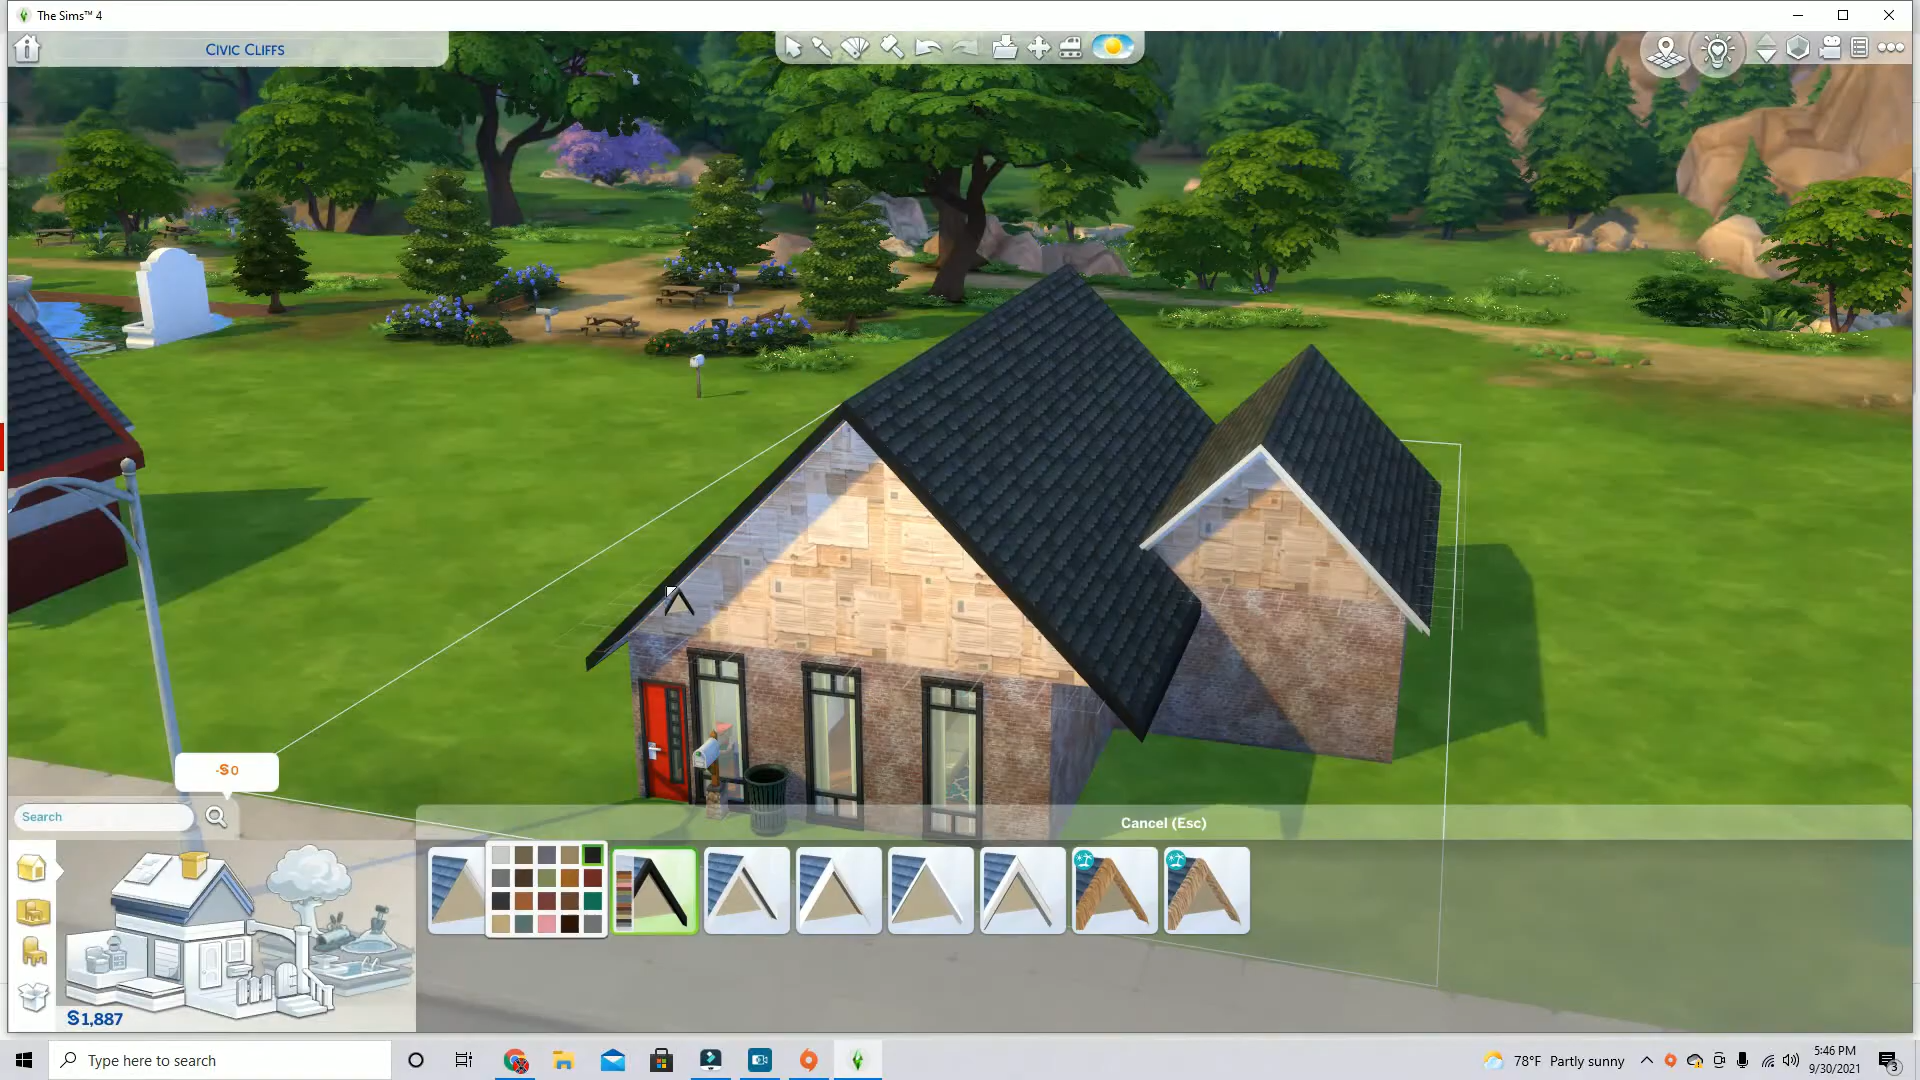 The Sims™ 4
Civic Cliffs
-§0
Search
Cancel (Esc)
§1,887
Type here to search
78°F Partly sunny
5:46 PM
9/30/2021
3